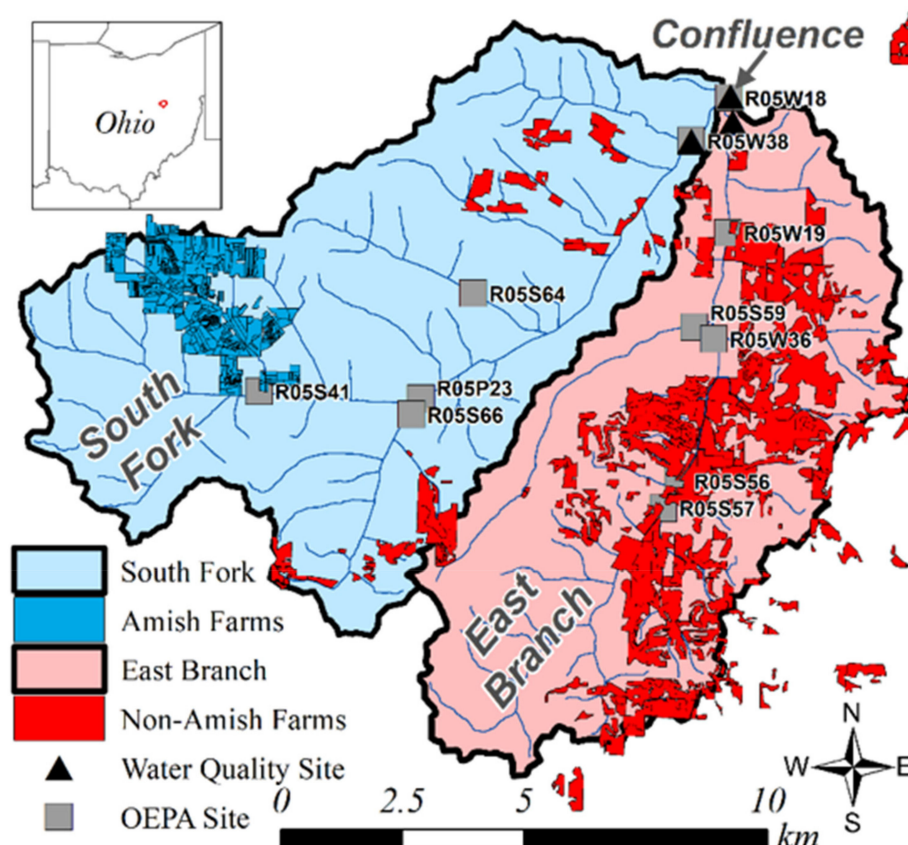 Confluence
Ohio
R05W18
R05W38
R05W19
R05S64
R05S59
R05W36
R05S41
R05P23
R05S66
South
Fork
R05S56
R05S57
East
Branch
South Fork
Amish Farms
East Branch
Non-Amish Farms
Water Quality Site
OEPA Site
N
W E
S
0 2.5 5 10
km